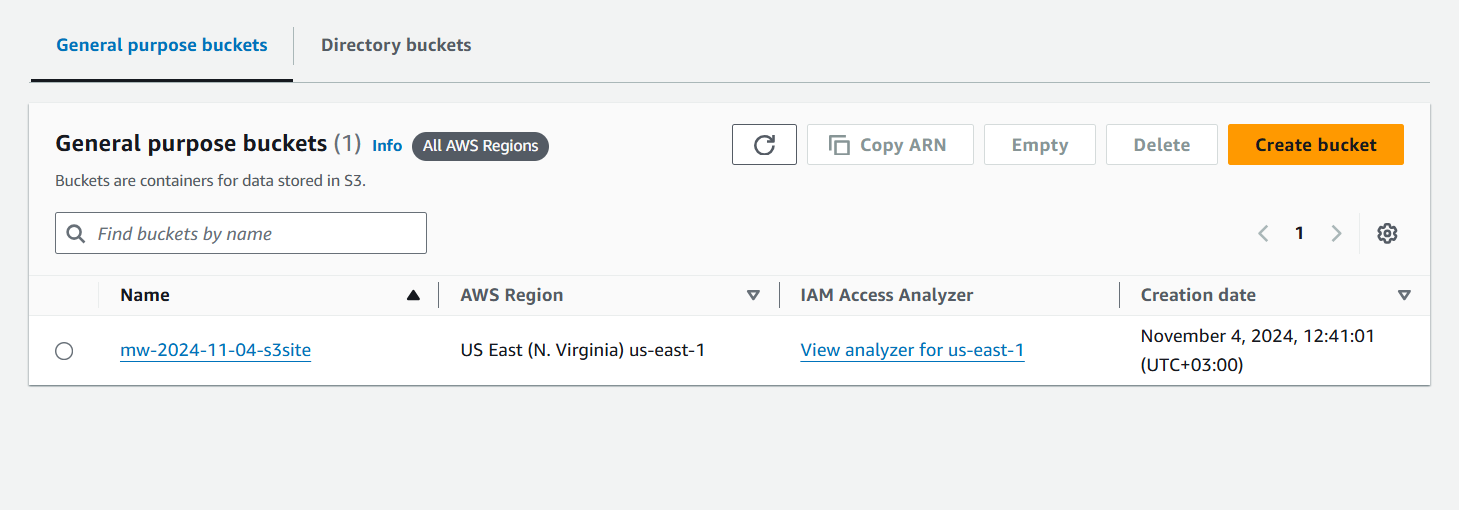 General purpose buckets
Directory buckets
General purpose buckets (1) Info All AWS Regions
Copy ARN
Empty
Delete
Create bucket
Buckets are containers for data stored in S3.
Find buckets by name
1
Name
AWS Region
IAM Access Analyzer
Creation date
mw-2024-11-04-s3site
US East (N. Virginia) us-east-1
View analyzer for us-east-1
November 4, 2024, 12:41:01
(UTC+03:00)